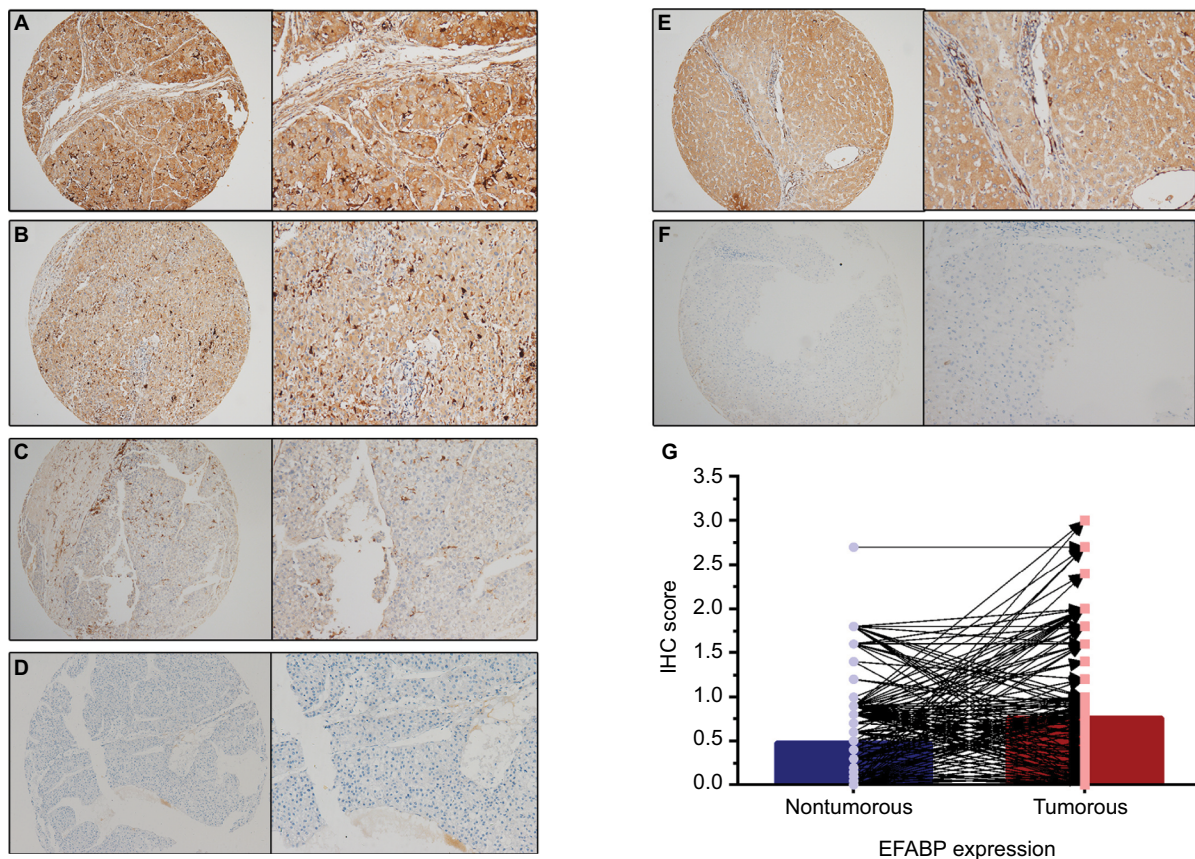 A
B
C
D
E
F
G
3.5
3.0
2.5
2.0
1.5
1.0
0.5
0.0
IHC score
Nontumorous
Tumorous
EFABP expression